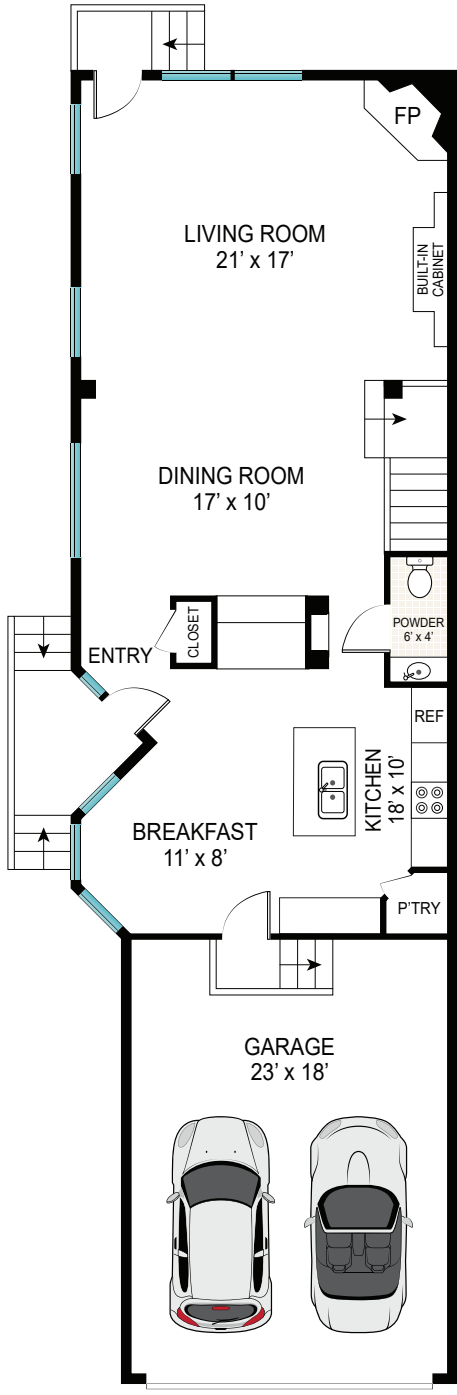 FP
LIVING ROOM
21’ x 17’
BUILT-IN
CABINET
DINING ROOM
17’ x 10’
POWDER
6’ x 4’
CLOSET
ENTRY
REF
KITCHEN
18’ x 10’
BREAKFAST
11’ x 8’
P’TRY
GARAGE
23’ x 18’